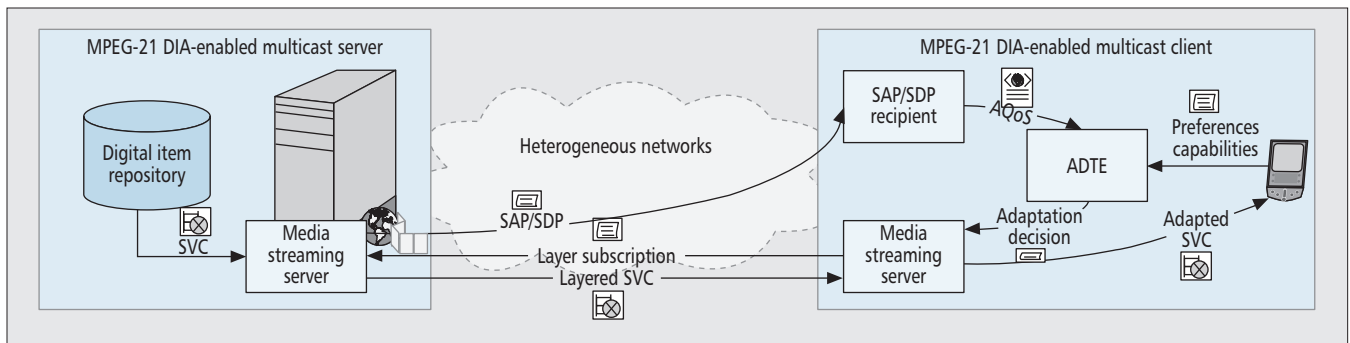 MPEG-21 DIA-enabled multicast server
Digital item
repository
SVC
Media
streaming
server
Heterogeneous networks
SAP/SDP
Layer subscription
Layered SVC
MPEG-21 DIA-enabled multicast client
SAP/SDP
recipient
AQoS
ADTE
Preferences
capabilities
Adaptation
decision
Media
streaming
server
Adapted
SVC